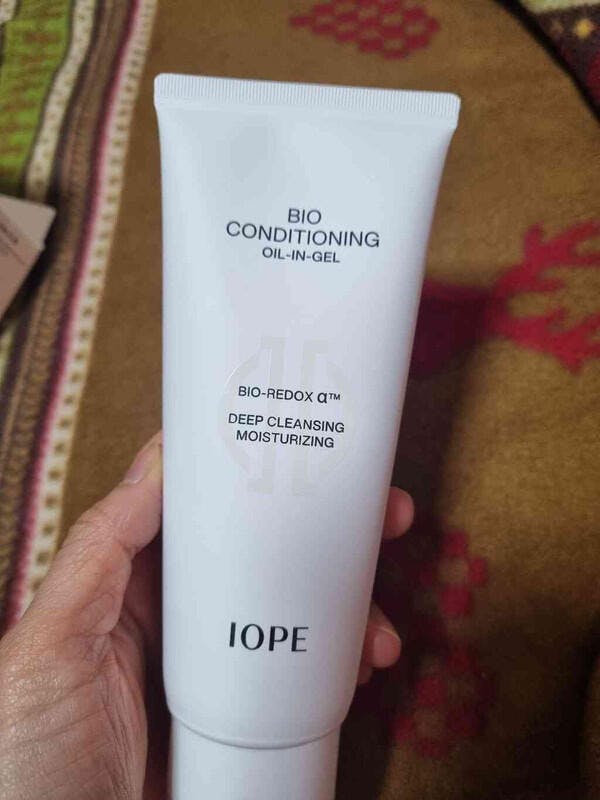 BIO
CONDITIONING
OIL-IN-GEL
BIO-REDOX α™
DEEP CLEANSING
MOISTURIZING
IOPE